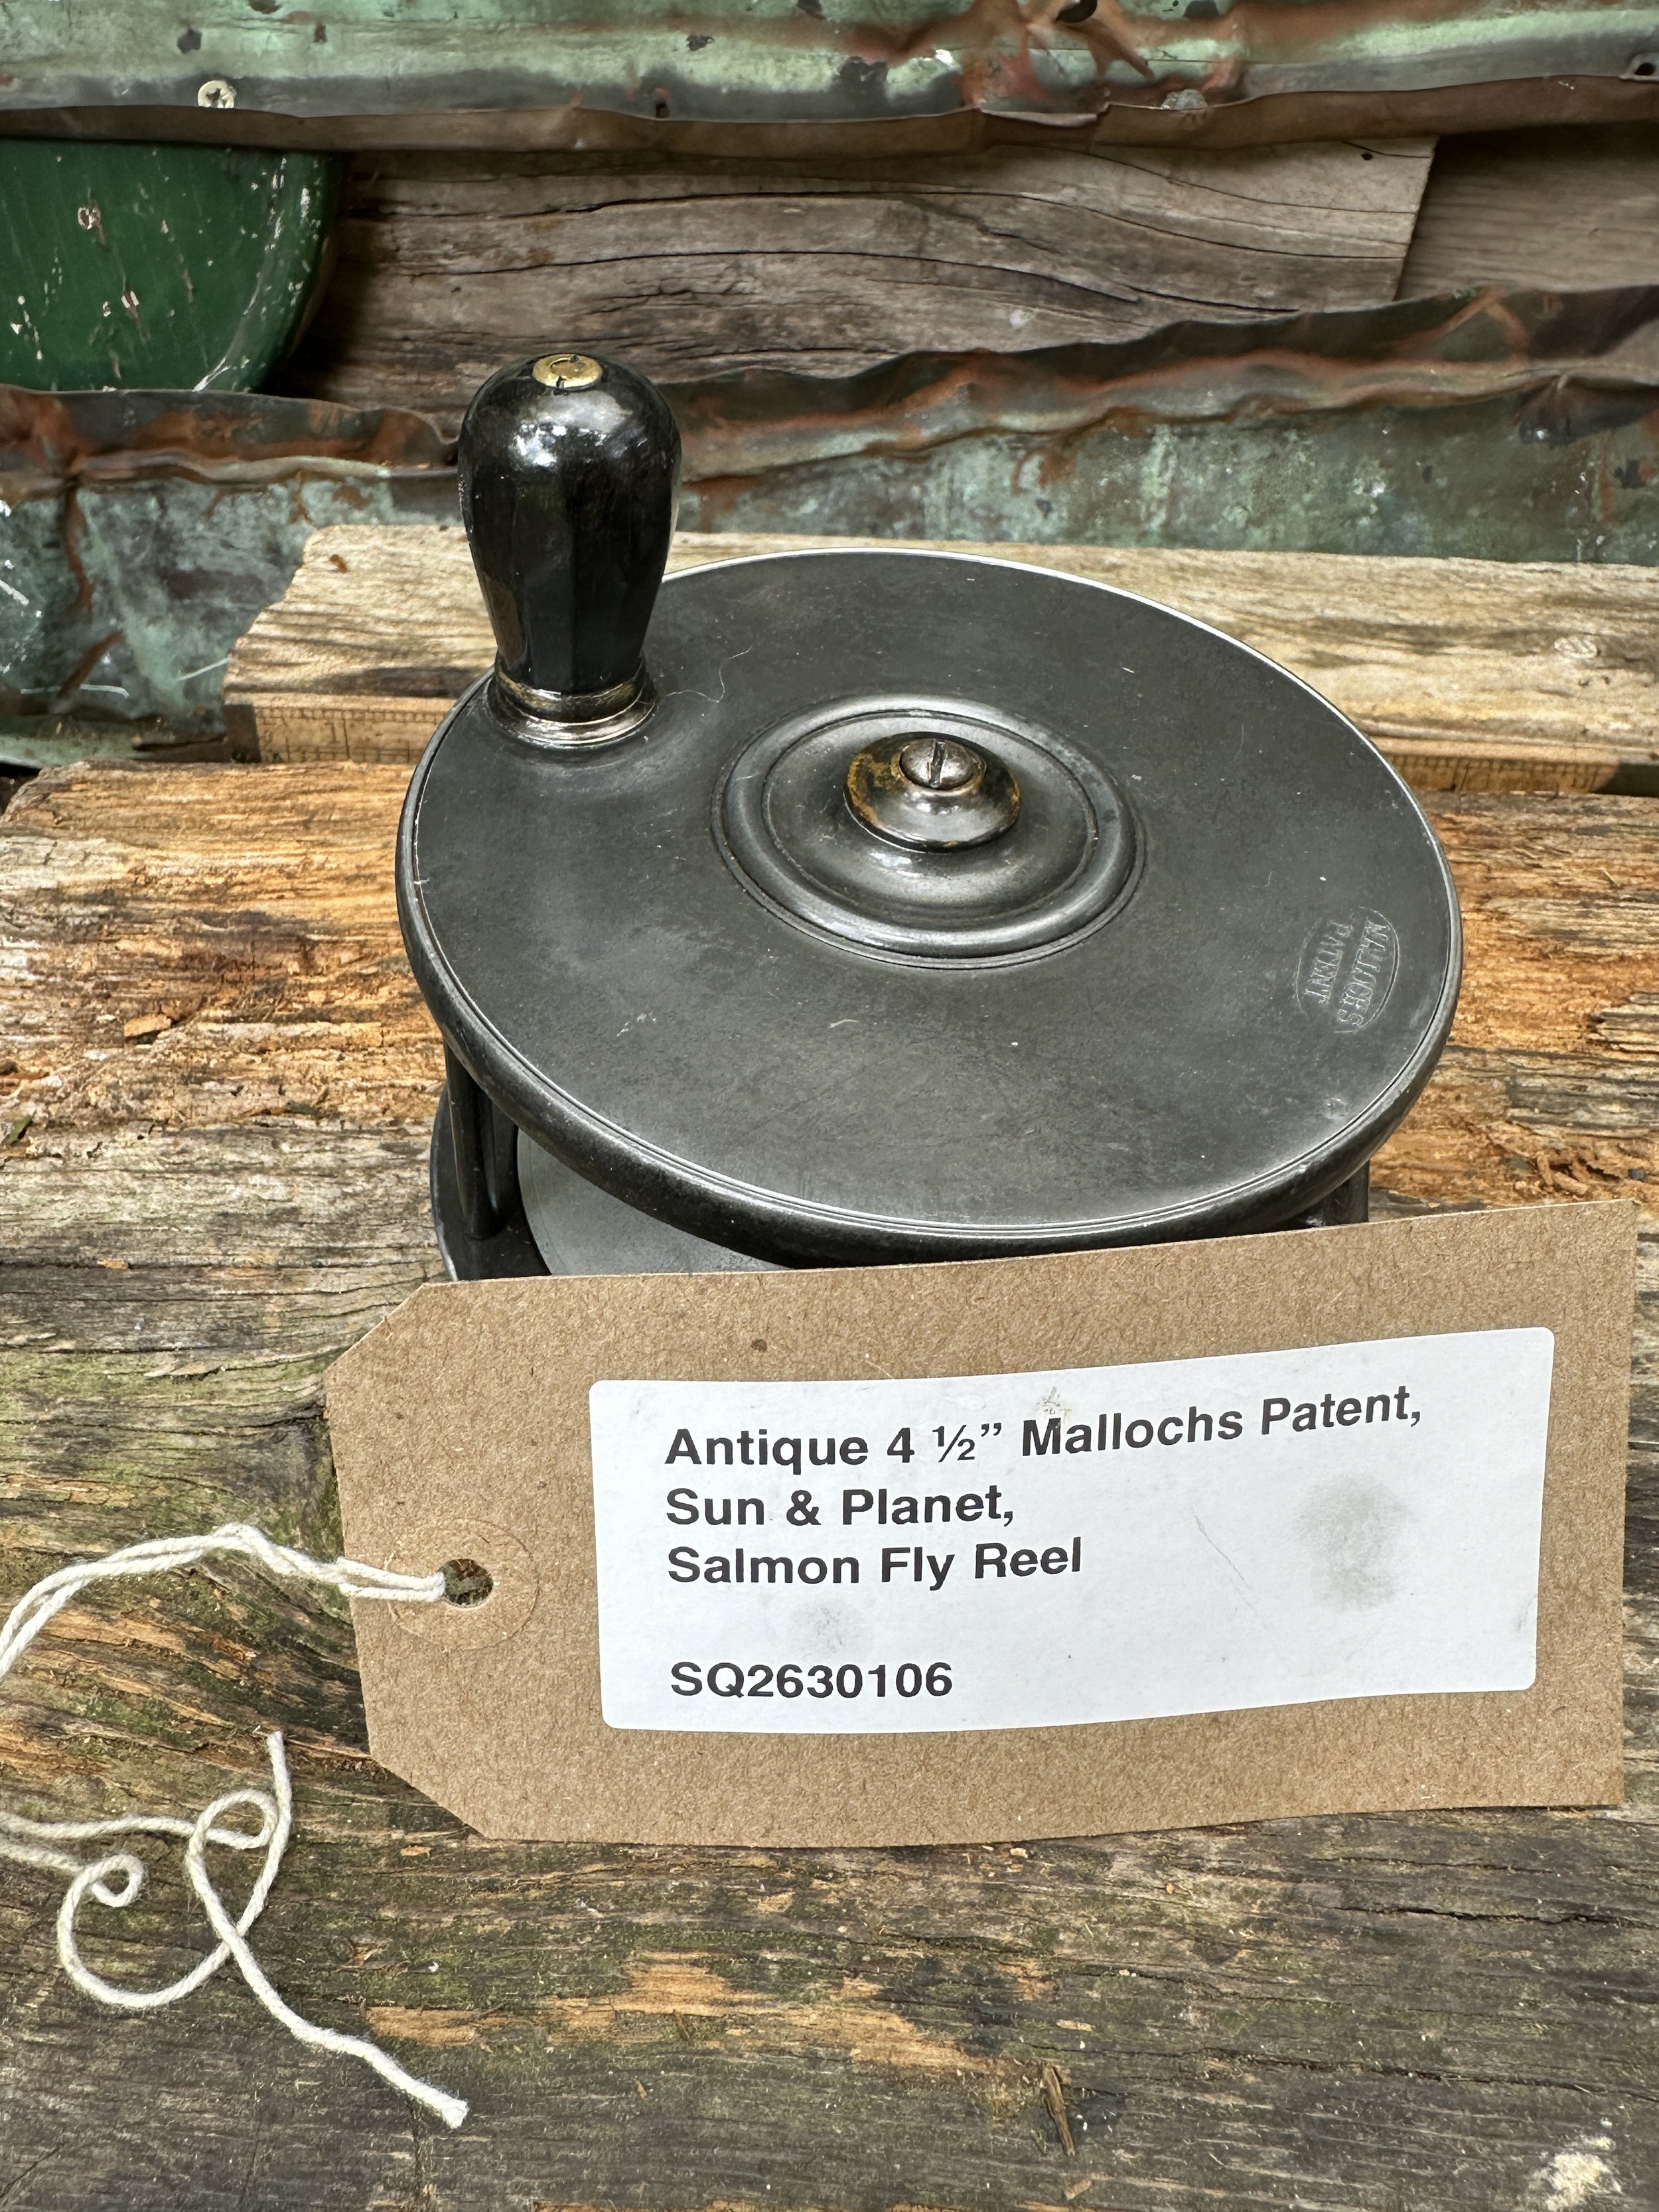 MALLOCHS
PATENT
Antique 4 ½” Mallochs Patent,
Sun & Planet,
Salmon Fly Reel
SQ2630106